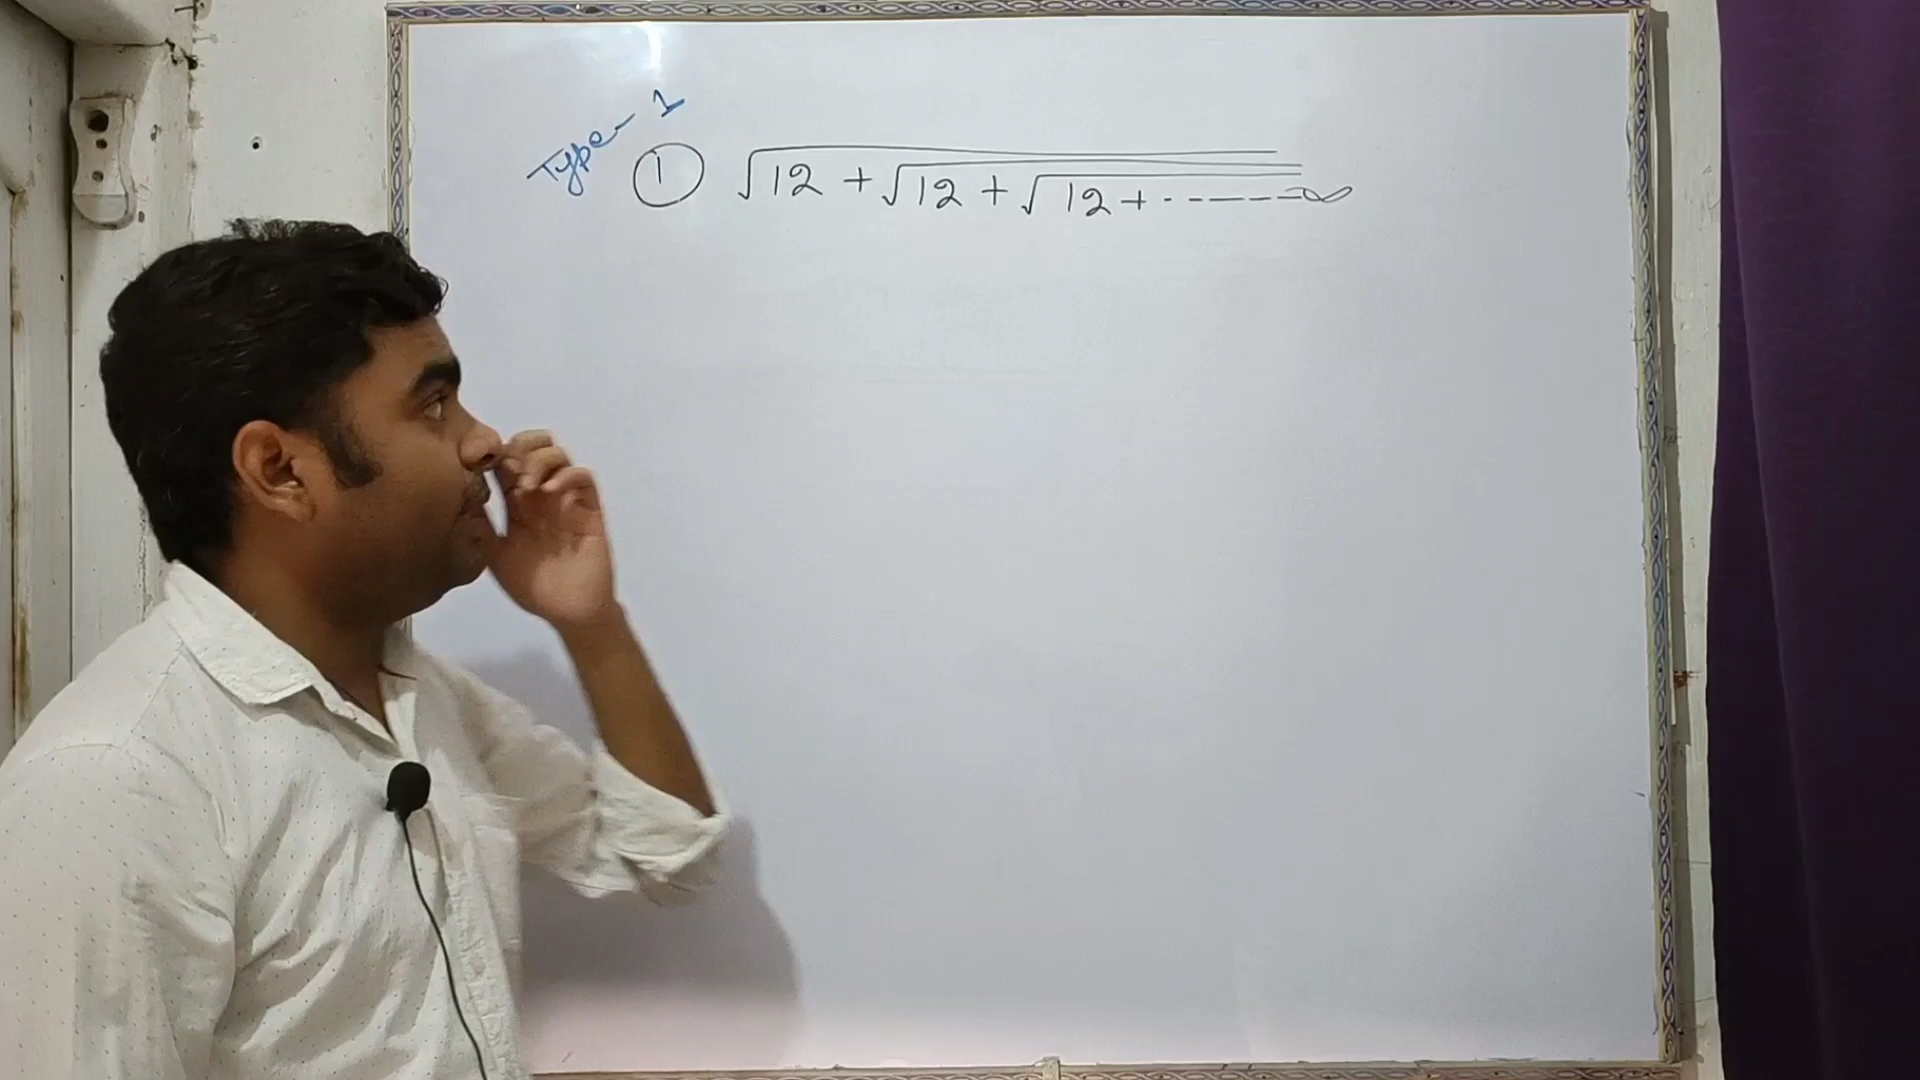 Type-1
① √12 + √12 + √12 + ------∞